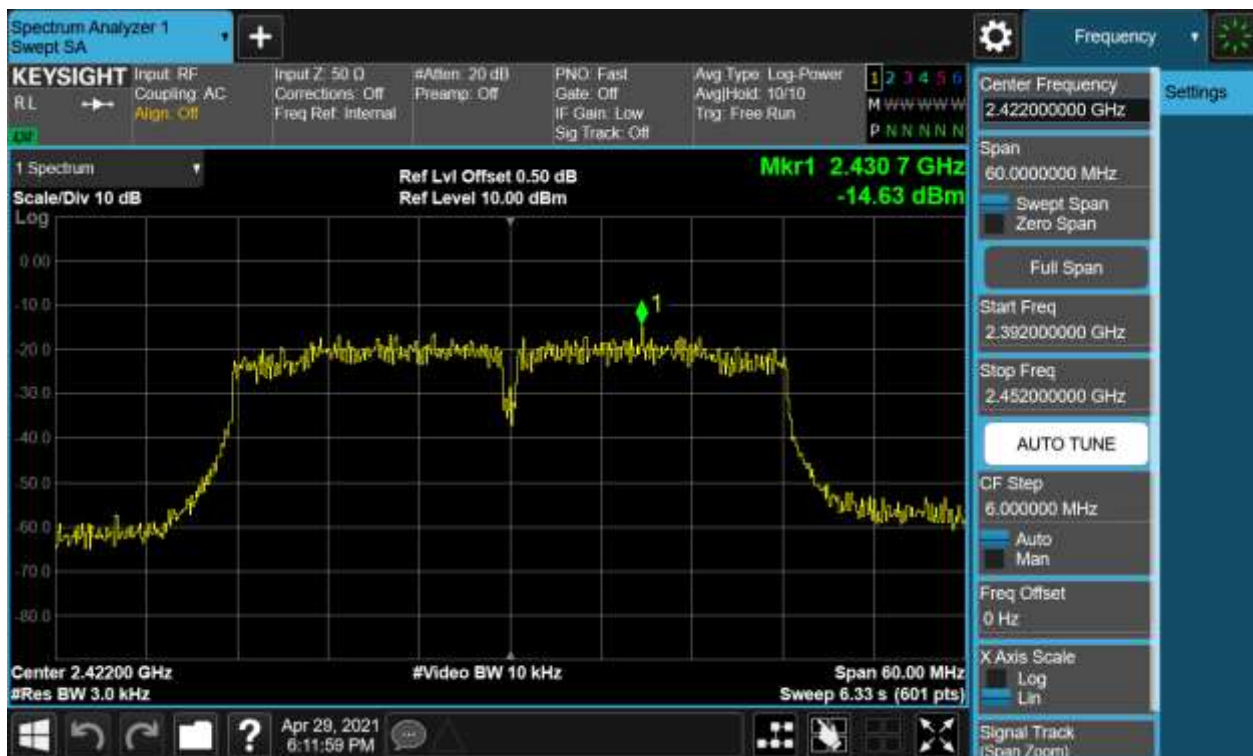 Spectrum Analyzer 1
Swept SA
+
Frequency
KEYSIGHT
RL
Input: RF
Coupling: AC
Align: Off
Input Z: 50 Ω
Corrections: Off
Freq Ref: Internal
#Atten: 20 dB
Preamp: Off
PNO: Fast
Gate: Off
IF Gain: Low
Sig Track: Off
Avg Type: Log-Power
Avg|Hold: 10/10
Trig: Free Run
1 2 3 4 5 6
M W W W W W
P N N N N N
1 Spectrum
Scale/Div 10 dB
Ref Lvl Offset 0.50 dB
Ref Level 10.00 dBm
Mkr1 2.430 7 GHz
-14.63 dBm
Log
0.00
-10.0
-20.0
-30.0
-40.0
-50.0
-60.0
-70.0
-80.0
1
Center 2.42200 GHz
#Res BW 3.0 kHz
#Video BW 10 kHz
Span 60.00 MHz
Sweep 6.33 s (601 pts)
?
Apr 29, 2021
6:11:59 PM
Center Frequency
2.422000000 GHz
Settings
Span
60.0000000 MHz
Swept Span
Zero Span
Full Span
Start Freq
2.392000000 GHz
Stop Freq
2.452000000 GHz
AUTO TUNE
CF Step
6.000000 MHz
Auto
Man
Freq Offset
0 Hz
X Axis Scale
Log
Lin
Signal Track
(Span Zoom)